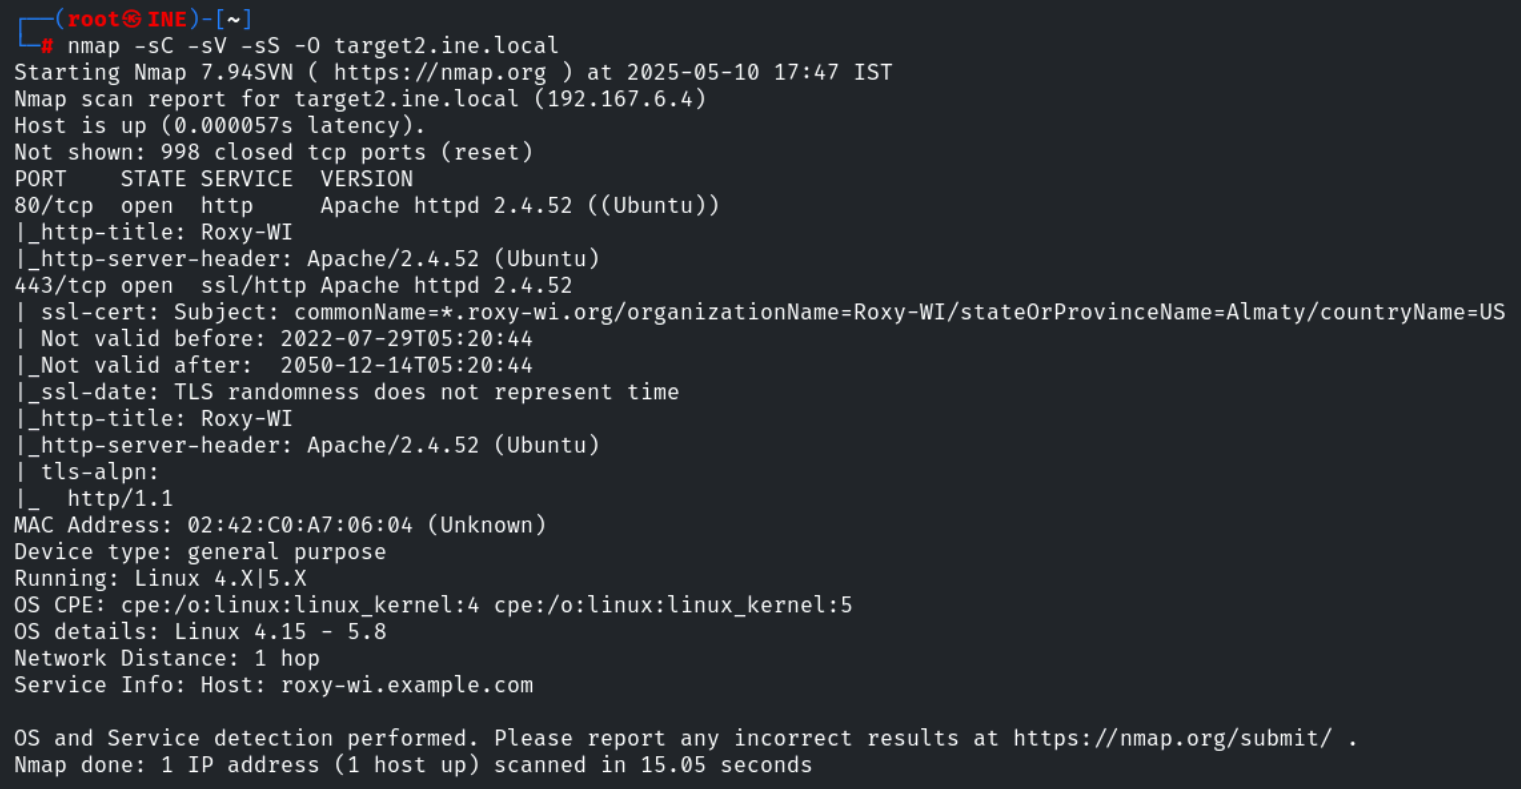 ┌──(root㉿INE)-[~]
└─# nmap -sC -sV -sS -O target2.ine.local
Starting Nmap 7.94SVN ( https://nmap.org ) at 2025-05-10 17:47 IST
Nmap scan report for target2.ine.local (192.167.6.4)
Host is up (0.000057s latency).
Not shown: 998 closed tcp ports (reset)
PORT    STATE SERVICE  VERSION
80/tcp  open  http     Apache httpd 2.4.52 ((Ubuntu))
|_http-title: Roxy-WI
|_http-server-header: Apache/2.4.52 (Ubuntu)
443/tcp open  ssl/http Apache httpd 2.4.52
| ssl-cert: Subject: commonName=*.roxy-wi.org/organizationName=Roxy-WI/stateOrProvinceName=Almaty/countryName=US
| Not valid before: 2022-07-29T05:20:44
|_Not valid after:  2050-12-14T05:20:44
|_ssl-date: TLS randomness does not represent time
|_http-title: Roxy-WI
|_http-server-header: Apache/2.4.52 (Ubuntu)
| tls-alpn:
|_  http/1.1
MAC Address: 02:42:C0:A7:06:04 (Unknown)
Device type: general purpose
Running: Linux 4.X|5.X
OS CPE: cpe:/o:linux:linux_kernel:4 cpe:/o:linux:linux_kernel:5
OS details: Linux 4.15 - 5.8
Network Distance: 1 hop
Service Info: Host: roxy-wi.example.com

OS and Service detection performed. Please report any incorrect results at https://nmap.org/submit/ .
Nmap done: 1 IP address (1 host up) scanned in 15.05 seconds